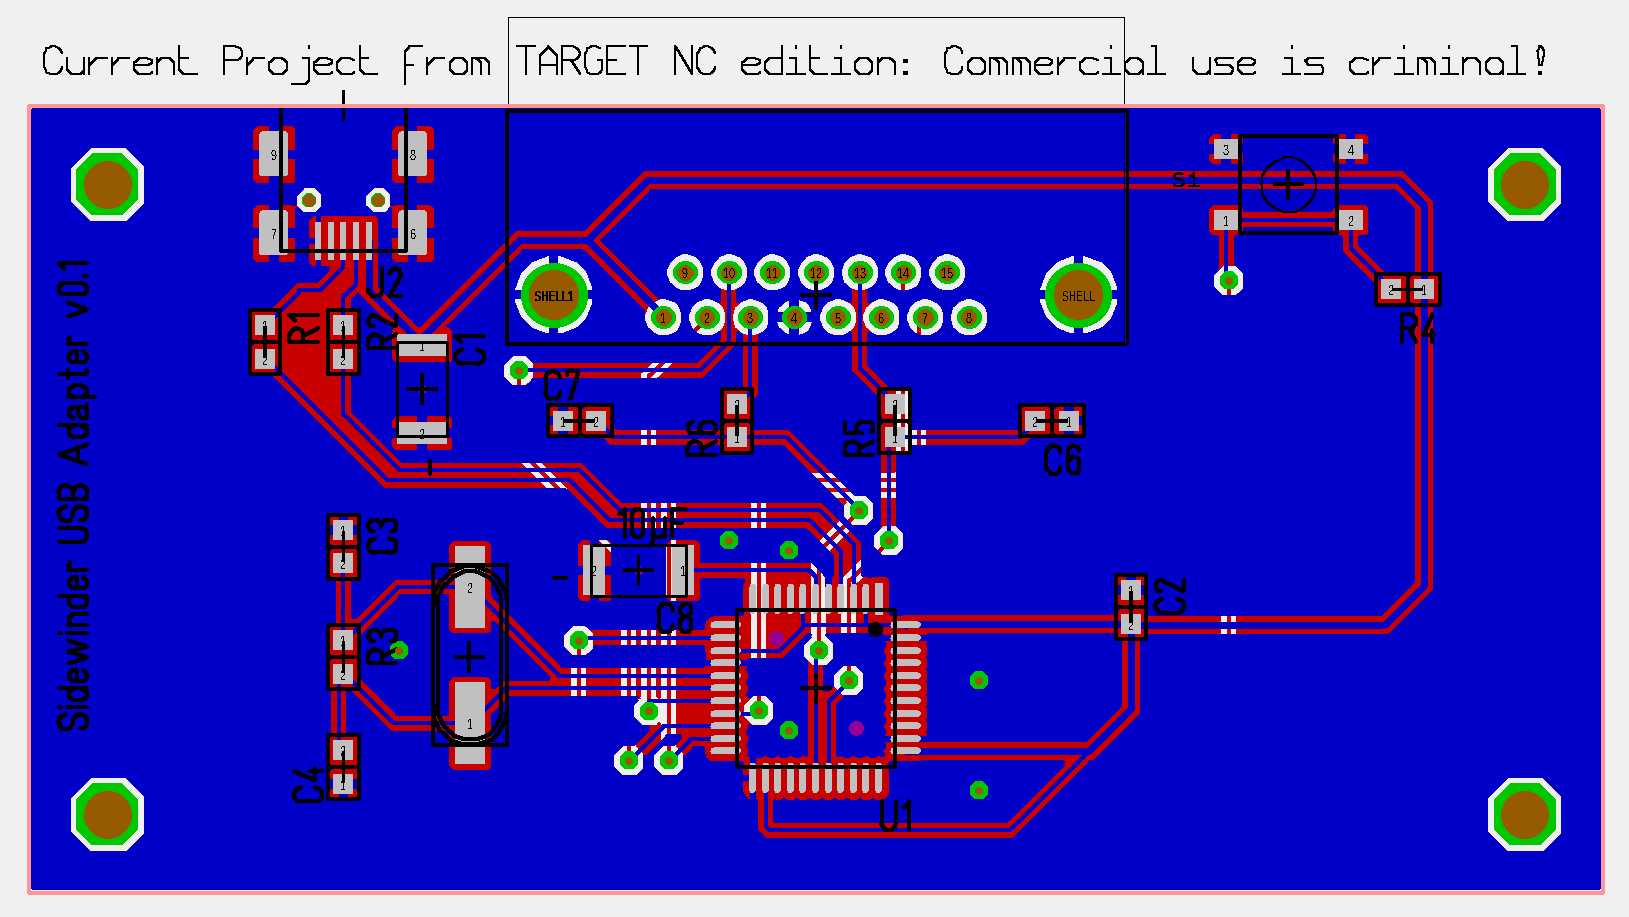 Current Project from TARGET NC edition: Commercial use is criminal!
9
8
7
6
J2
3
4
S1
1
2
9
10
11
12
13
14
15
SHELL1
SHELL
1
2
3
4
5
6
7
8
2
1
R4
1
2
R1
1
2
R2
1
2
C1
C7
1
2
2
1
R6
2
1
R5
2
1
C6
Sidewinder USB Adapter v0.1
1
2
C3
10µF
2
1
C8
-
1
2
C2
1
2
R3
2
1
2
1
C4
U1